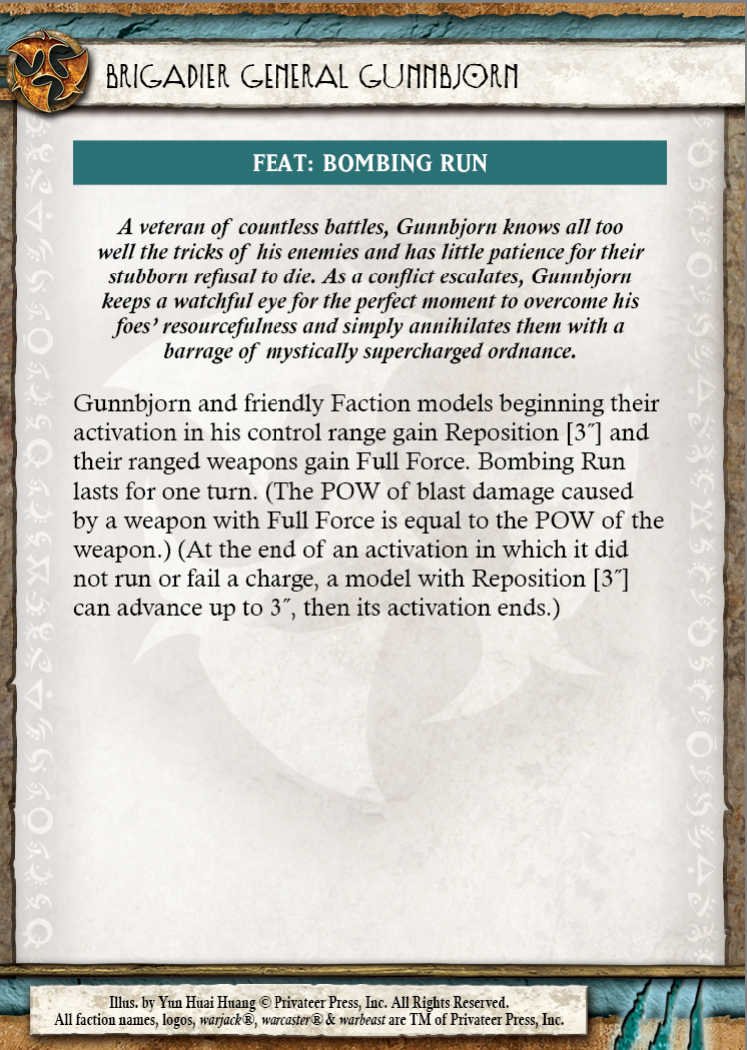 BRIGADIER GENERAL GUNNBJORN
FEAT: BOMBING RUN
A veteran of countless battles, Gunnbjorn knows all too
well the tricks of his enemies and has little patience for their
stubborn refusal to die. As a conflict escalates, Gunnbjorn
keeps a watchful eye for the perfect moment to overcome his
foes’ resourcefulness and simply annihilates them with a
barrage of mystically supercharged ordnance.
Gunnbjorn and friendly Faction models beginning their
activation in his control range gain Reposition [3˝] and
their ranged weapons gain Full Force. Bombing Run
lasts for one turn. (The POW of blast damage caused
by a weapon with Full Force is equal to the POW of the
weapon.) (At the end of an activation in which it did
not run or fail a charge, a model with Reposition [3˝]
can advance up to 3˝, then its activation ends.)
Illus. by Yun Huai Huang © Privateer Press, Inc. All Rights Reserved.
All faction names, logos, warjack®, warcaster® & warbeast are TM of Privateer Press, Inc.